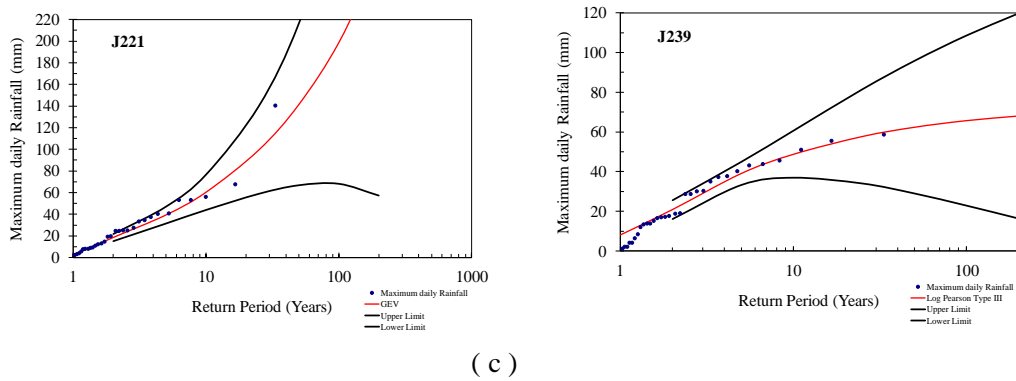 J221
Maximum daily Rainfall (mm)
220
200
180
160
140
120
100
80
60
40
20
0
1 10 100 1000
Return Period (Years)
Maximum daily Rainfall
GEV
Upper Limit
Lower Limit
J239
Maximum daily Rainfall (mm)
120
100
80
60
40
20
0
1 10 100
Return Period (Years)
Maximum daily Rainfall
Log Pearson Type III
Upper Limit
Lower Limit
( c )